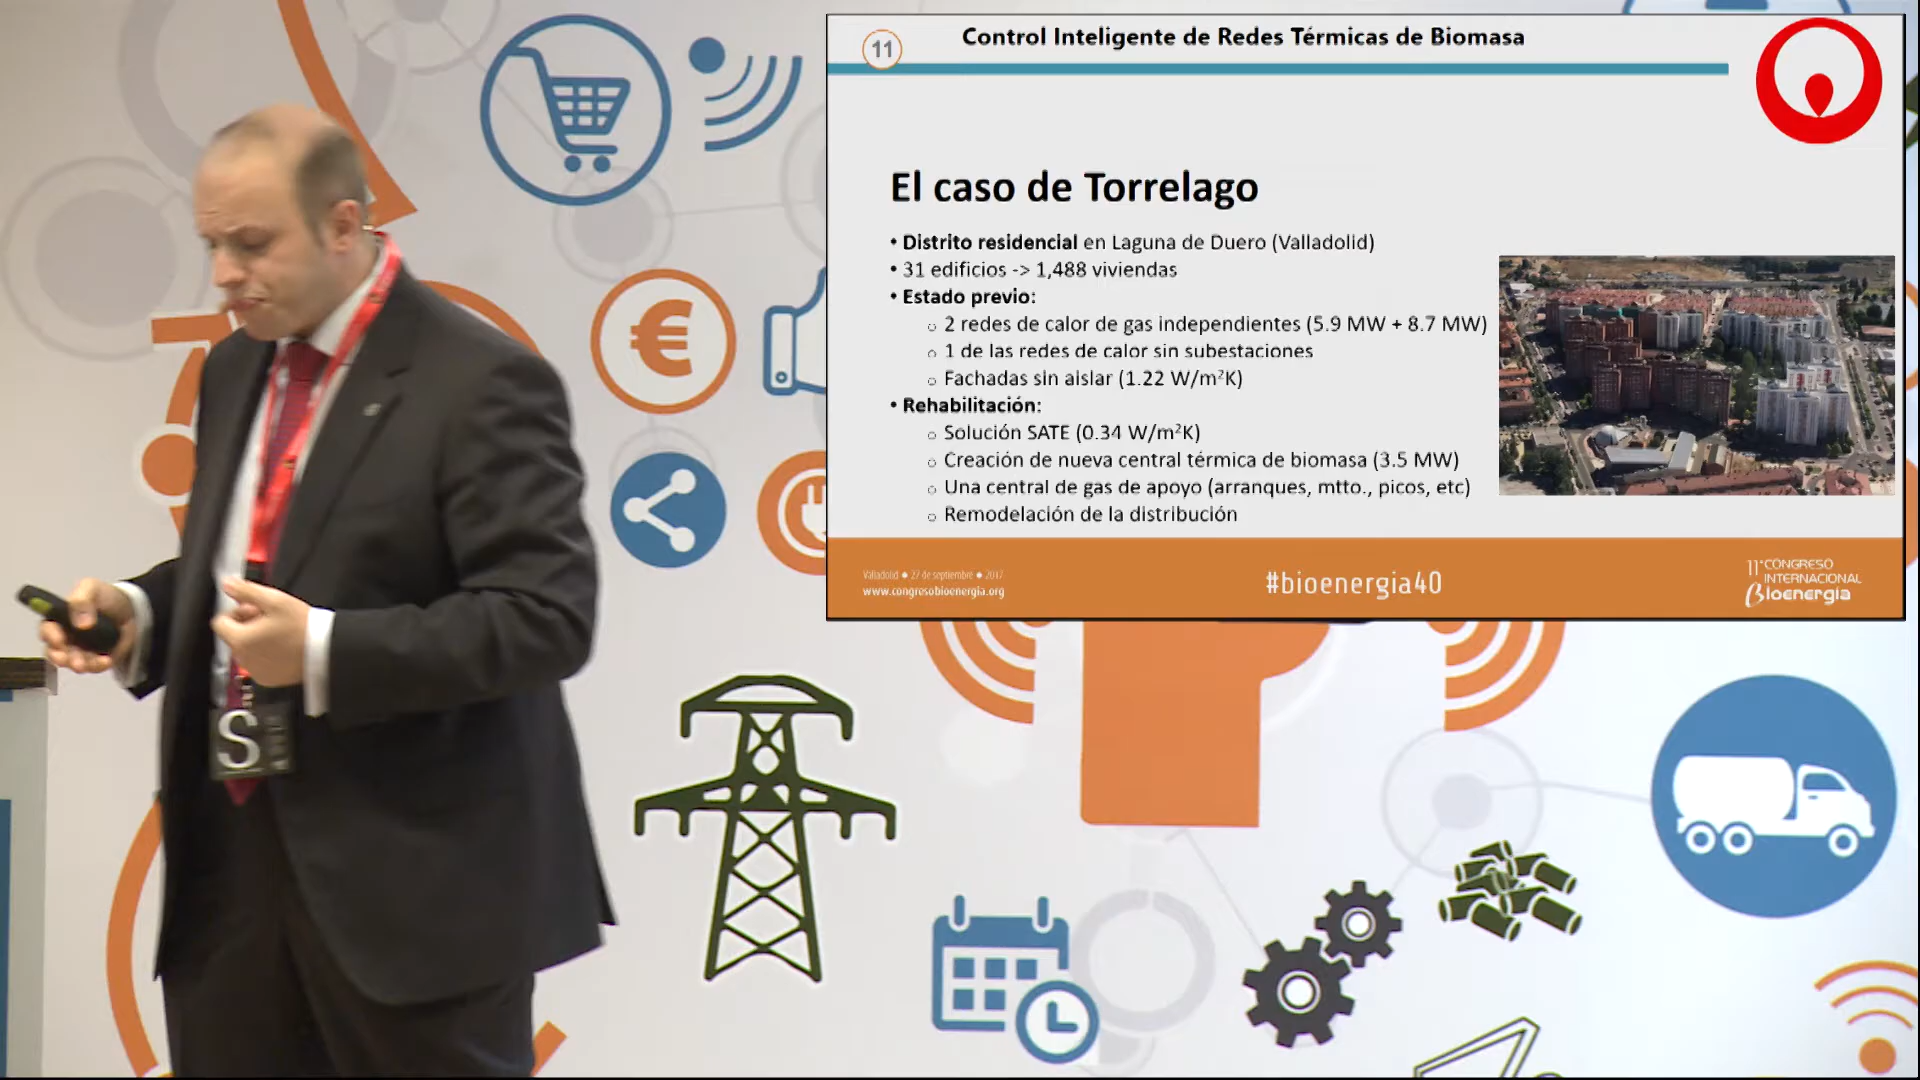 11
Control Inteligente de Redes Térmicas de Biomasa
El caso de Torrelago
• Distrito residencial en Laguna de Duero (Valladolid)
• 31 edificios -> 1,488 viviendas
• Estado previo:
o 2 redes de calor de gas independientes (5.9 MW + 8.7 MW)
o 1 de las redes de calor sin subestaciones
o Fachadas sin aislar (1.22 W/m²K)
• Rehabilitación:
o Solución SATE (0.34 W/m²K)
o Creación de nueva central térmica de biomasa (3.5 MW)
o Una central de gas de apoyo (arranques, mtto., picos, etc)
o Remodelación de la distribución
Valladolid ● 27 de septiembre ● 2017
www.congresobioenergia.org
#bioenergia40
11º CONGRESO
INTERNACIONAL
Bioenergía
€
S